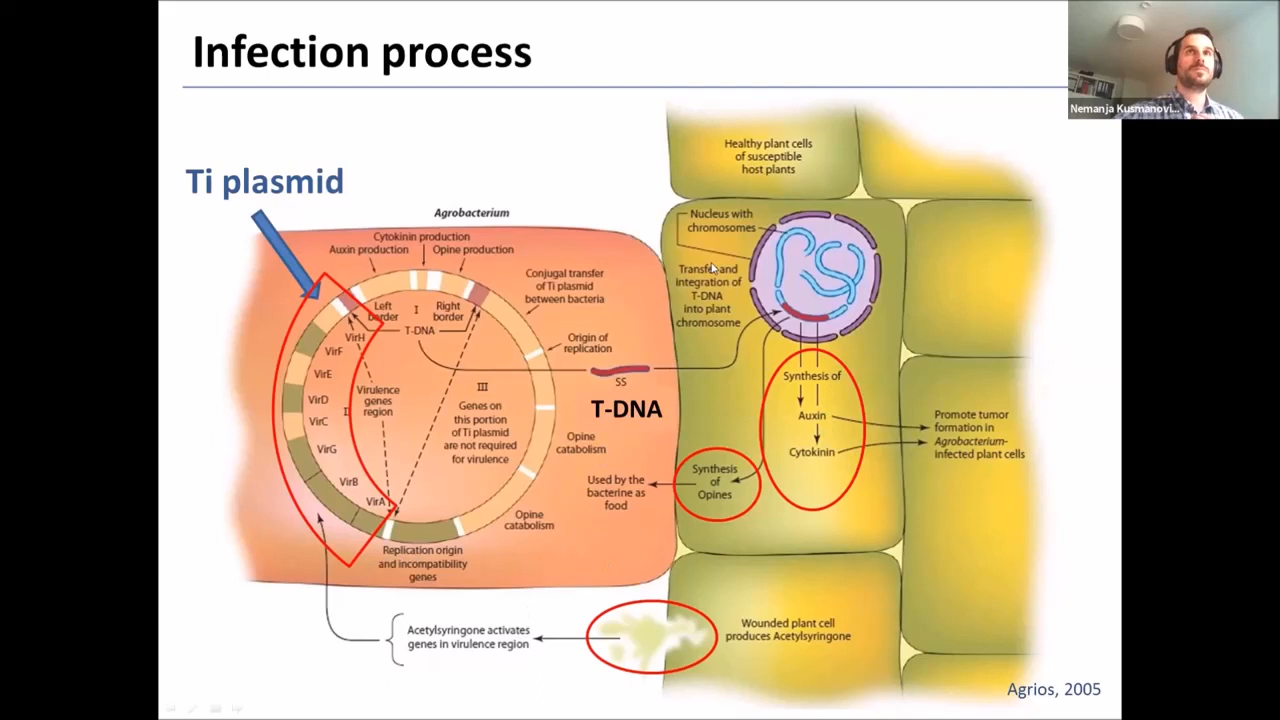 Infection process
Nemanja Kusmanovi...
Ti plasmid
Agrobacterium
Cytokinin production
Auxin production
Opine production
Conjugal transfer
of Ti plasmid
between bacteria
Left
border
I
Right
border
T-DNA
Origin of
replication
VirH
VirF
VirE
VirD
VirC
VirG
VirB
VirA
II
Virulence
genes
region
III
Genes on
this portion
of Ti plasmid
are not required
for virulence
SS
T-DNA
Opine
catabolism
Opine
catabolism
Replication origin
and incompatibility
genes
Used by the
bacterine as
food
Acetylsyringone activates
genes in virulence region
Healthy plant cells
of susceptible
host plants
Nucleus with
chromosomes
Transfer and
integration of
T-DNA
into plant
chromosome
Synthesis of
Auxin
Cytokinin
Synthesis
of
Opines
Promote tumor
formation in
Agrobacterium-
infected plant cells
Wounded plant cell
produces Acetylsyringone
Agrios, 2005